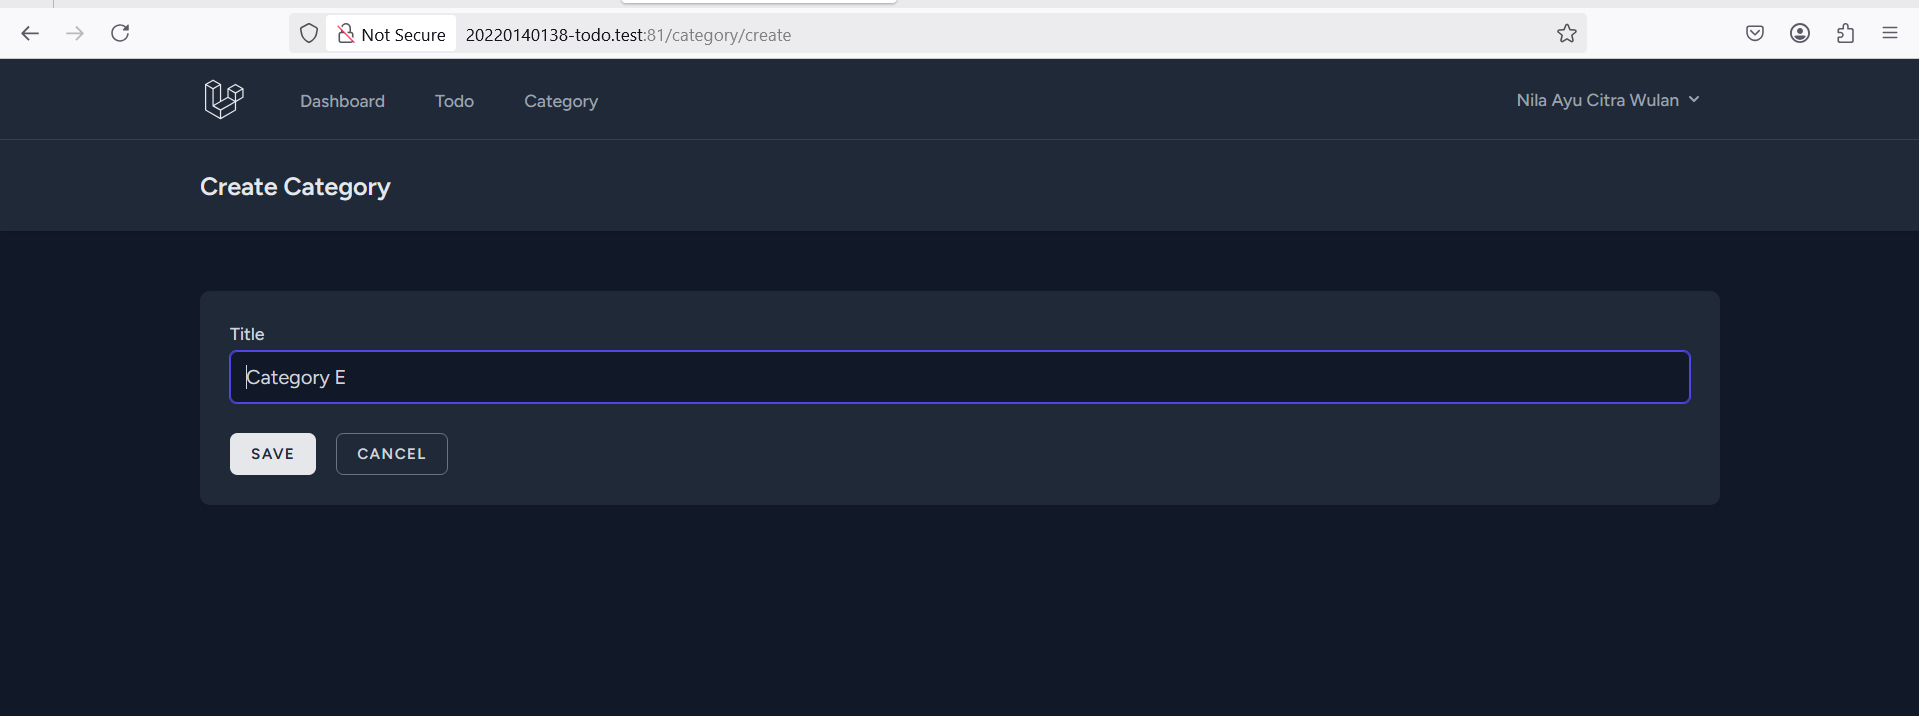 Not Secure 20220140138-todo.test:81/category/create
Dashboard Todo Category Nila Ayu Citra Wulan
Create Category
Title
Category E
SAVE CANCEL